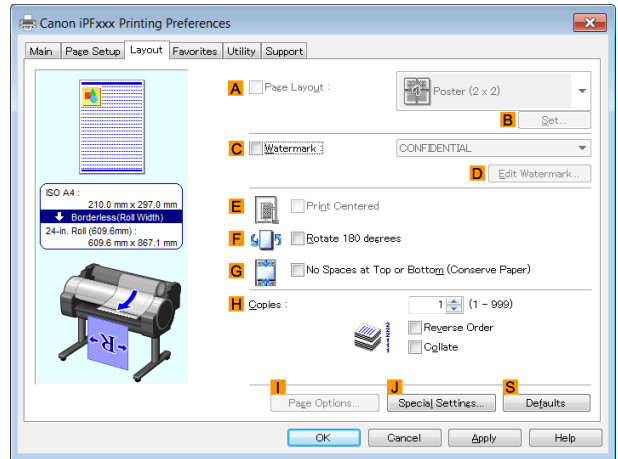 Canon iPFxxx Printing Preferences
Main Page Setup Layout Favorites Utility Support
A Page Layout : Poster (2 x 2)
B Set...
C Watermark : CONFIDENTIAL
D Edit Watermark...
ISO A4 :
210.0 mm x 297.0 mm
Borderless(Roll Width)
24-in. Roll (609.6mm) :
609.6 mm x 867.1 mm
E Print Centered
F Rotate 180 degrees
G No Spaces at Top or Bottom (Conserve Paper)
H Copies : 1 (1 - 999)
Reverse Order
Collate
R
I J S
Page Options... Special Settings... Defaults
OK Cancel Apply Help